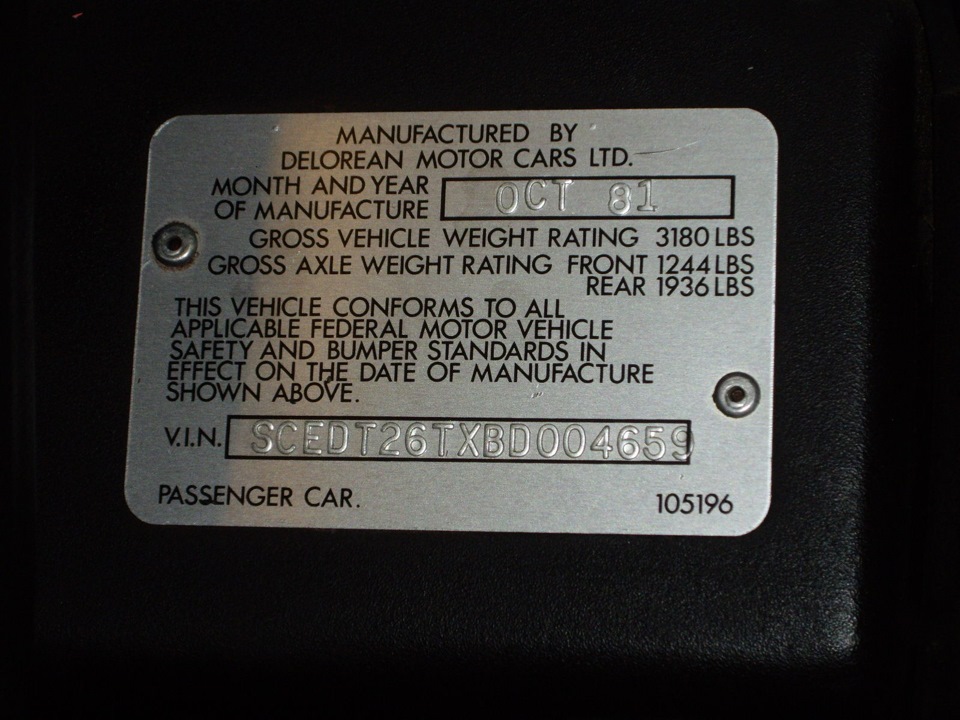 MANUFACTURED BY
DELOREAN MOTOR CARS LTD.
MONTH AND YEAR
OF MANUFACTURE OCT 81
GROSS VEHICLE WEIGHT RATING 3180 LBS
GROSS AXLE WEIGHT RATING FRONT 1244 LBS
REAR 1936 LBS
THIS VEHICLE CONFORMS TO ALL
APPLICABLE FEDERAL MOTOR VEHICLE
SAFETY AND BUMPER STANDARDS IN
EFFECT ON THE DATE OF MANUFACTURE
SHOWN ABOVE.
V.I.N. SCEDT26TXBD004659
PASSENGER CAR. 105196